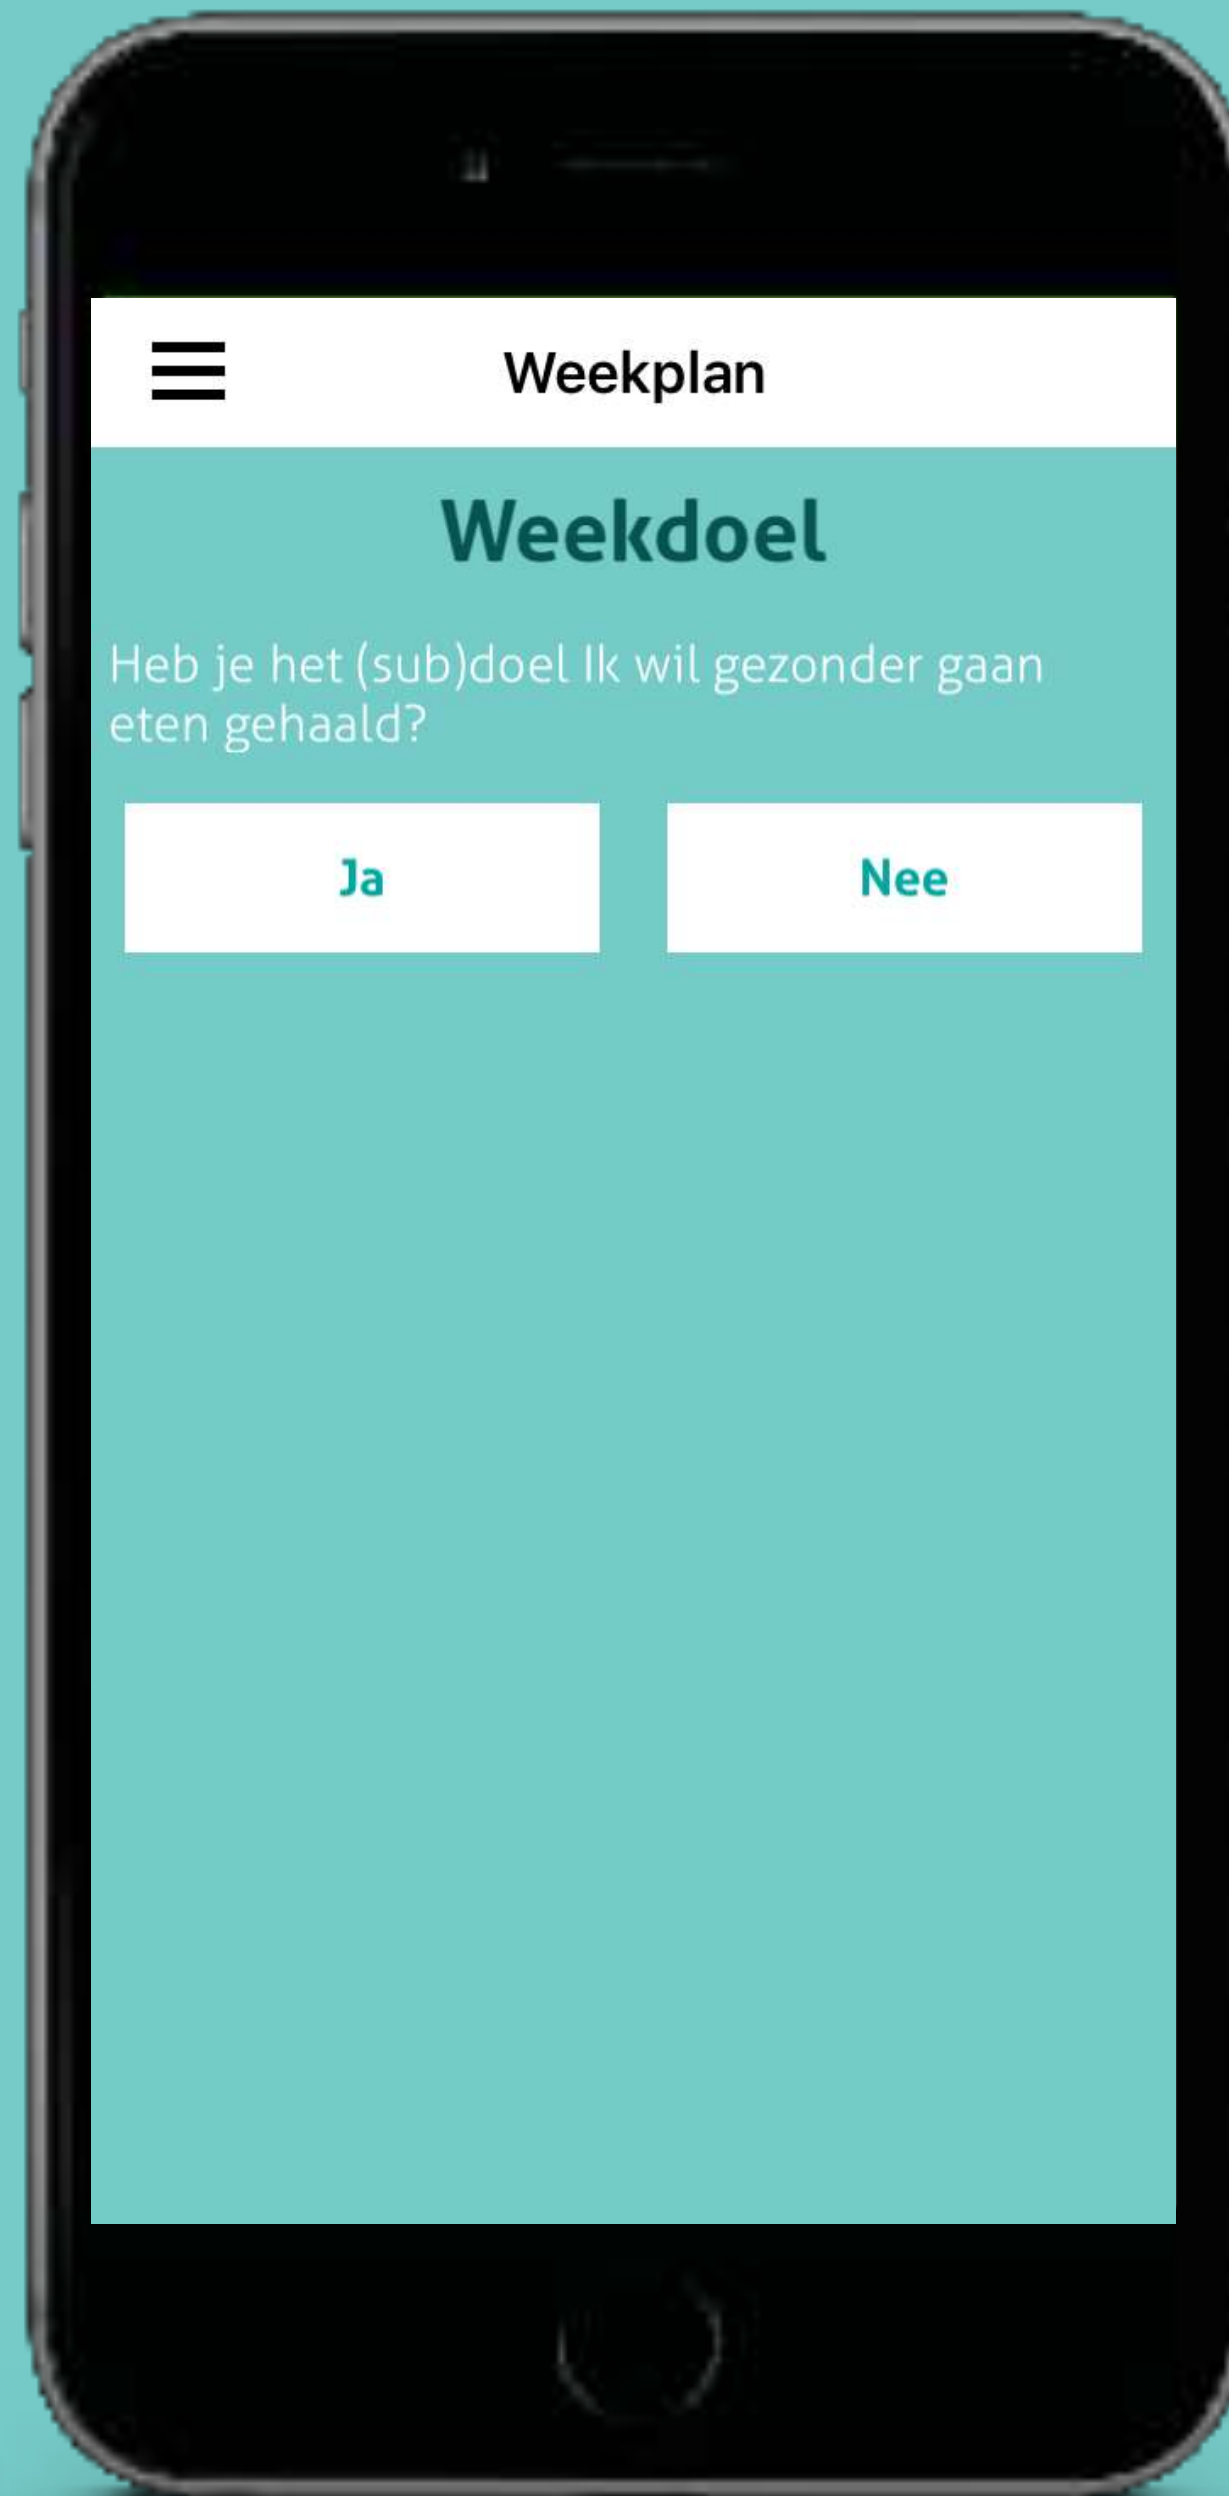 Weekplan
Weekdoel
Heb je het (sub)doel Ik wil gezonder gaan
eten gehaald?
Ja
Nee